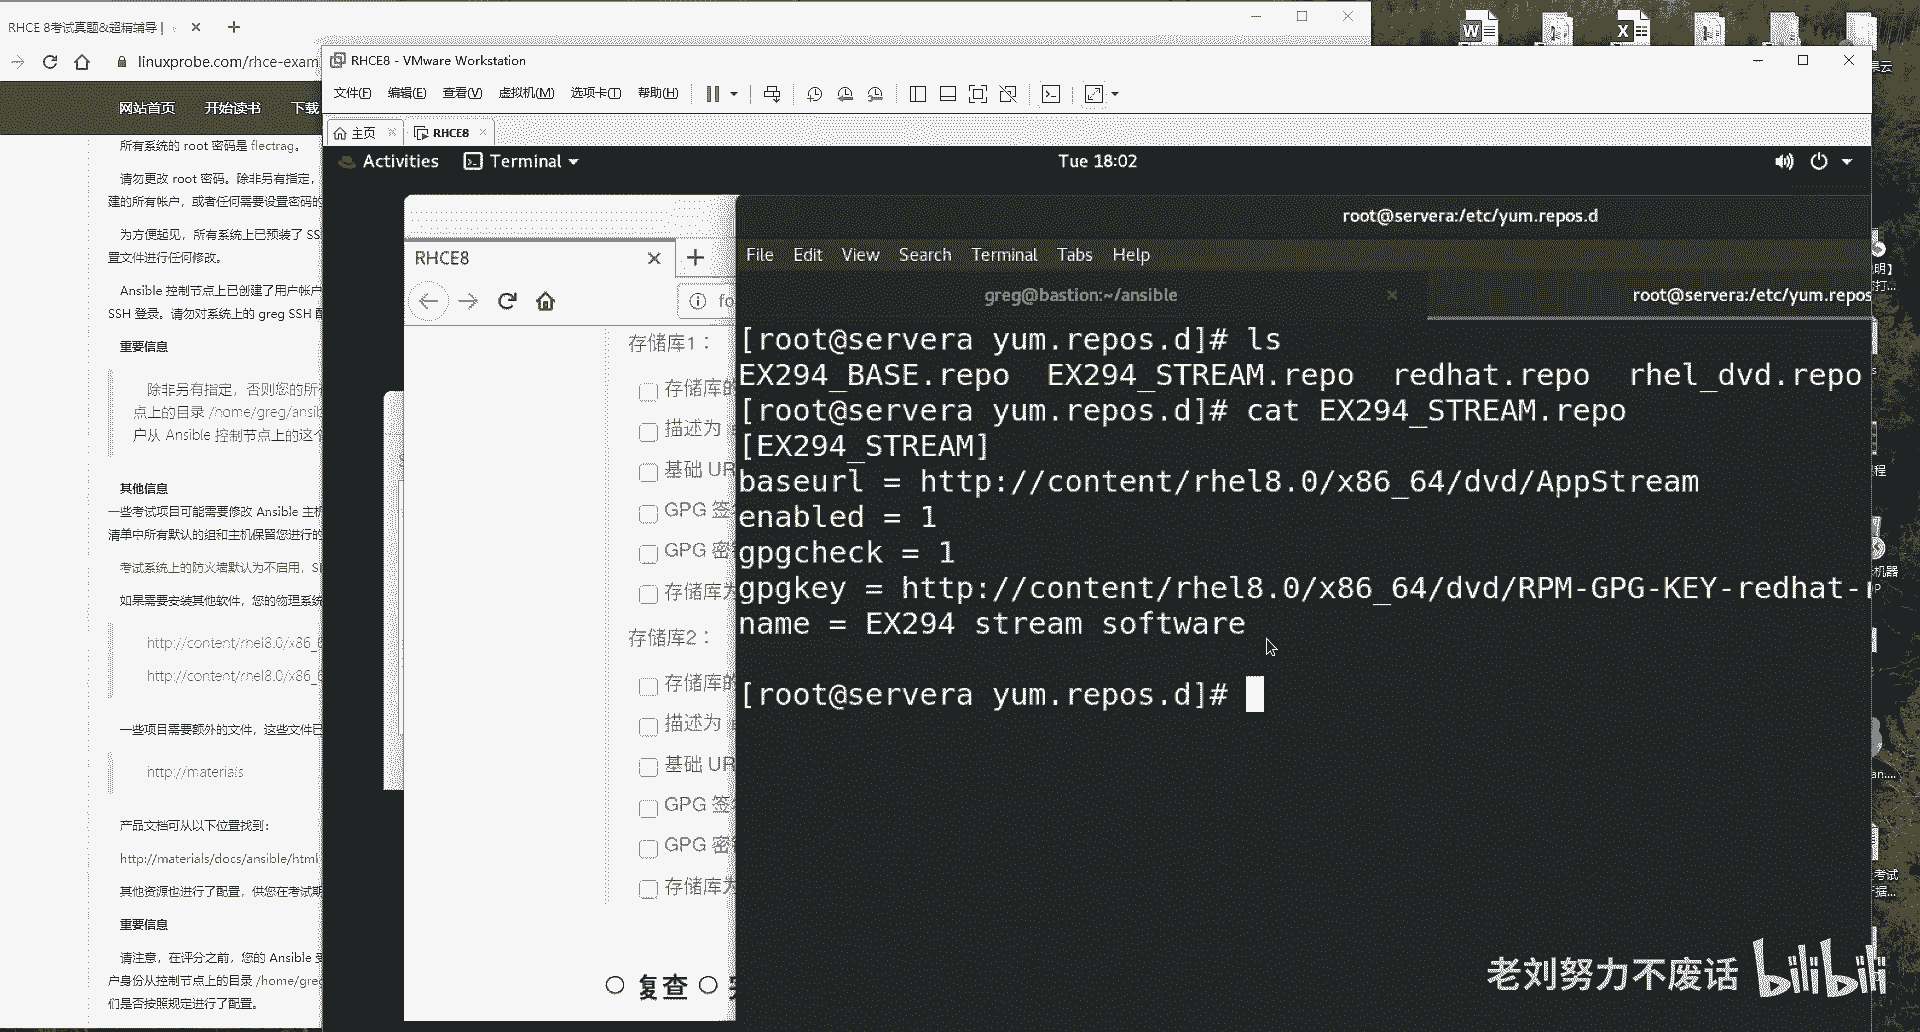 RHCE 8考试真题&超精辅导 |
linuxprobe.com/rhce-exam
网站首页 开始读书 下载
所有系统的 root 密码是 flectrag。
请勿更改 root 密码。除非另有指定，
建的所有帐户，或者任何需要设置密码的
为方便起见，所有系统上已预装了 SS
置文件进行任何修改。
Ansible 控制节点上已创建了用户帐户
SSH 登录。请勿对系统上的 greg SSH 配
重要信息
除非另有指定，否则您的所有
点上的目录 /home/greg/ansib
户从 Ansible 控制节点上的这个
其他信息
一些考试项目可能需要修改 Ansible 主机
清单中所有默认的组和主机保留您进行的
考试系统上的防火墙默认为不启用，SE
如果需要安装其他软件，您的物理系统
http://content/rhel8.0/x86_6
http://content/rhel8.0/x86_6
一些项目需要额外的文件，这些文件已
http://materials
产品文档可从以下位置找到：
http://materials/docs/ansible/html
其他资源也进行了配置，供您在考试期
重要信息
请注意，在评分之前，您的 Ansible 受
户身份从控制节点上的目录 /home/greg
们是否按照规定进行了配置。
RHCE8 - VMware Workstation
文件(F) 编辑(E) 查看(V) 虚拟机(M) 选项卡(T) 帮助(H)
主页 RHCE8
Activities Terminal Tue 18:02
RHCE8
fo
存储库1：
存储库的
描述为
基础 UR
GPG 签
GPG 密
存储库为
存储库2：
存储库的
描述为
基础 UR
GPG 签
GPG 密
存储库为
复查
root@servera:/etc/yum.repos.d
File Edit View Search Terminal Tabs Help
greg@bastion:~/ansible root@servera:/etc/yum.repos
[root@servera yum.repos.d]# ls
EX294_BASE.repo EX294_STREAM.repo redhat.repo rhel_dvd.repo
[root@servera yum.repos.d]# cat EX294_STREAM.repo
[EX294_STREAM]
baseurl = http://content/rhel8.0/x86_64/dvd/AppStream
enabled = 1
gpgcheck = 1
gpgkey = http://content/rhel8.0/x86_64/dvd/RPM-GPG-KEY-redhat-r
name = EX294 stream software
[root@servera yum.repos.d]#
老刘努力不废话 bilibili